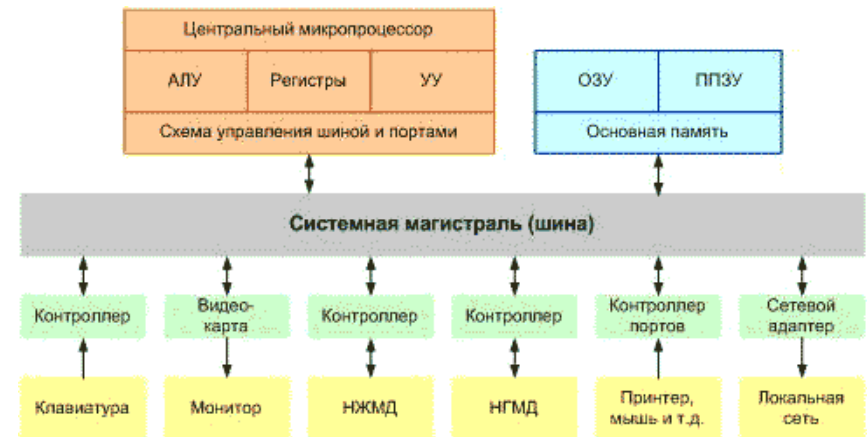 Центральный микропроцессор
АЛУ Регистры УУ
Схема управления шиной и портами
ОЗУ ППЗУ
Основная память
Системная магистраль (шина)
Контроллер
Видео-
карта
Контроллер
Контроллер
Контроллер
портов
Сетевой
адаптер
Клавиатура
Монитор
НЖМД
НГМД
Принтер,
мышь и т.д.
Локальная
сеть